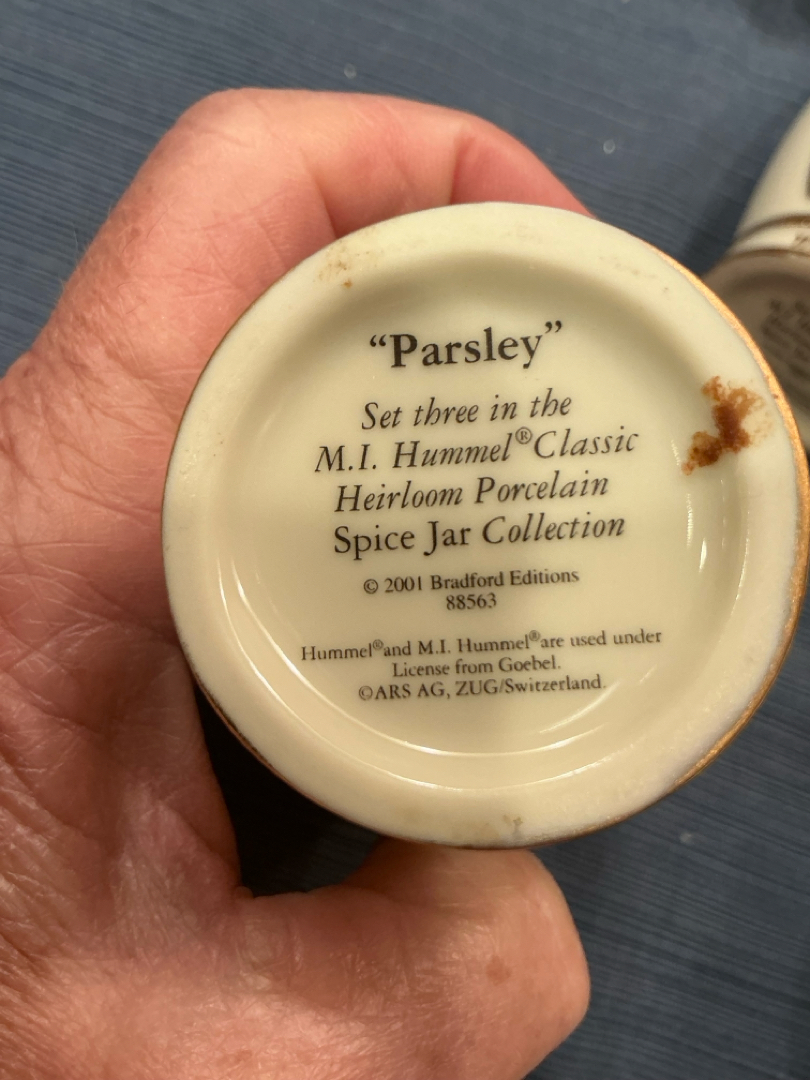 “Parsley”
Set three in the
M.I. Hummel®Classic
Heirloom Porcelain
Spice Jar Collection
© 2001 Bradford Editions
88563
Hummel®and M.I. Hummel®are used under
License from Goebel.
©ARS AG, ZUG/Switzerland.